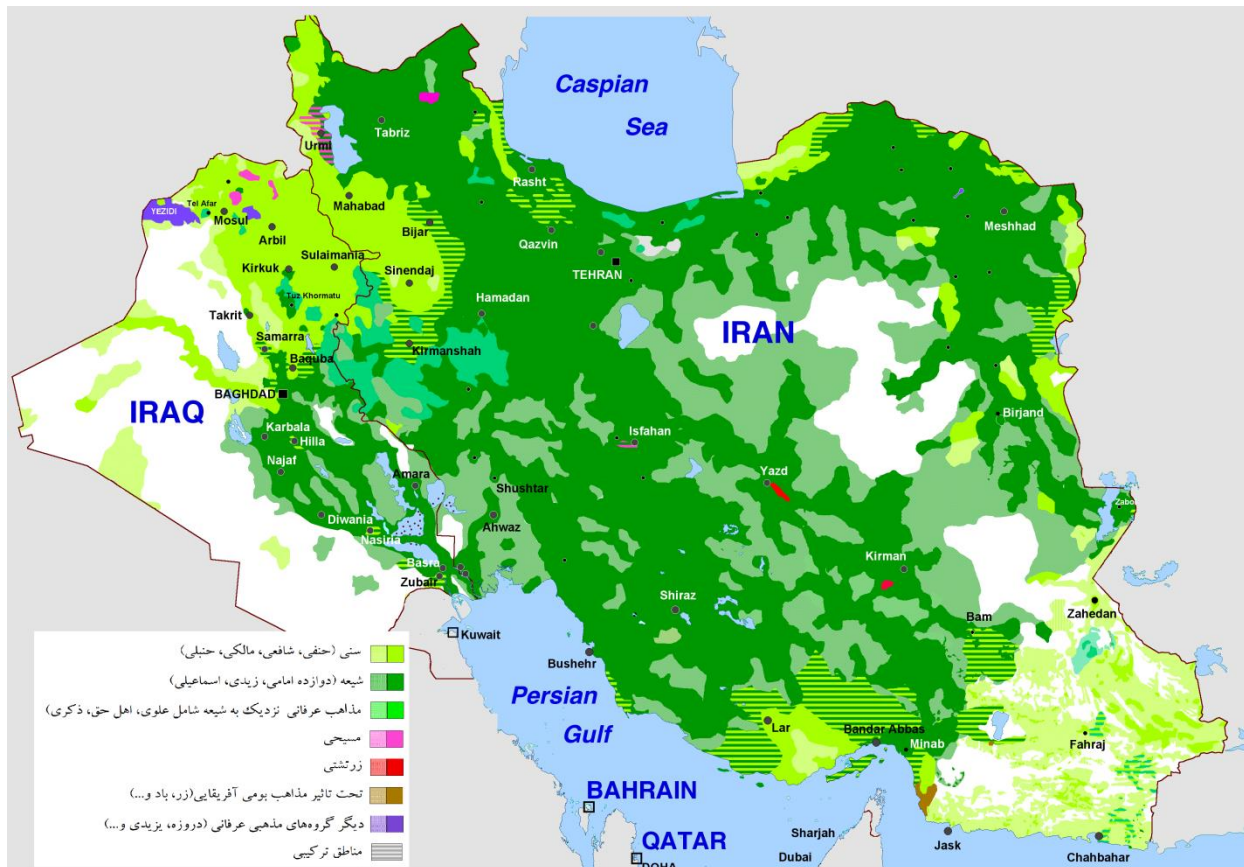 Caspian
Sea
Tabriz
Urmi
Rasht
Tel Afar
YEZIDI
Mosul
Mahabad
Meshhad
Arbil
Bijar
Qazvin
Sulaimania
Kirkuk
Sinendaj
TEHRAN
Tuz Khormatu
Hamadan
Takrit
IRAN
Samarra
Kirmanshah
Baquba
BAGHDAD
IRAQ
Birjand
Karbala
Hilla
Isfahan
Najaf
Yazd
Amara
Shushtar
Zabo
Diwania
Ahwaz
Nasiria
Basra
Kirman
Zubair
Shiraz
Zahedan
Bam
Kuwait
Bushehr
Persian
Gulf
Lar
Bandar Abbas
Minab
Fahraj
BAHRAIN
Sharjah
Jask
QATAR
Dubai
Chahbahar
DOHA
سنی (حنفی، شافعی، مالکی، حنبلی)
شیعه (دوازده امامی، زیدی، اسماعیلی)
مذاهب عرفانی نزدیک به شیعه شامل علوی، اهل حق، ذکری)
مسیحی
زرتشتی
تحت تاثیر مذاهب بومی آفریقایی(زر، باد و...)
دیگر گروه‌های مذهبی عرفانی (دروزه، یزیدی و...)
مناطق ترکیبی